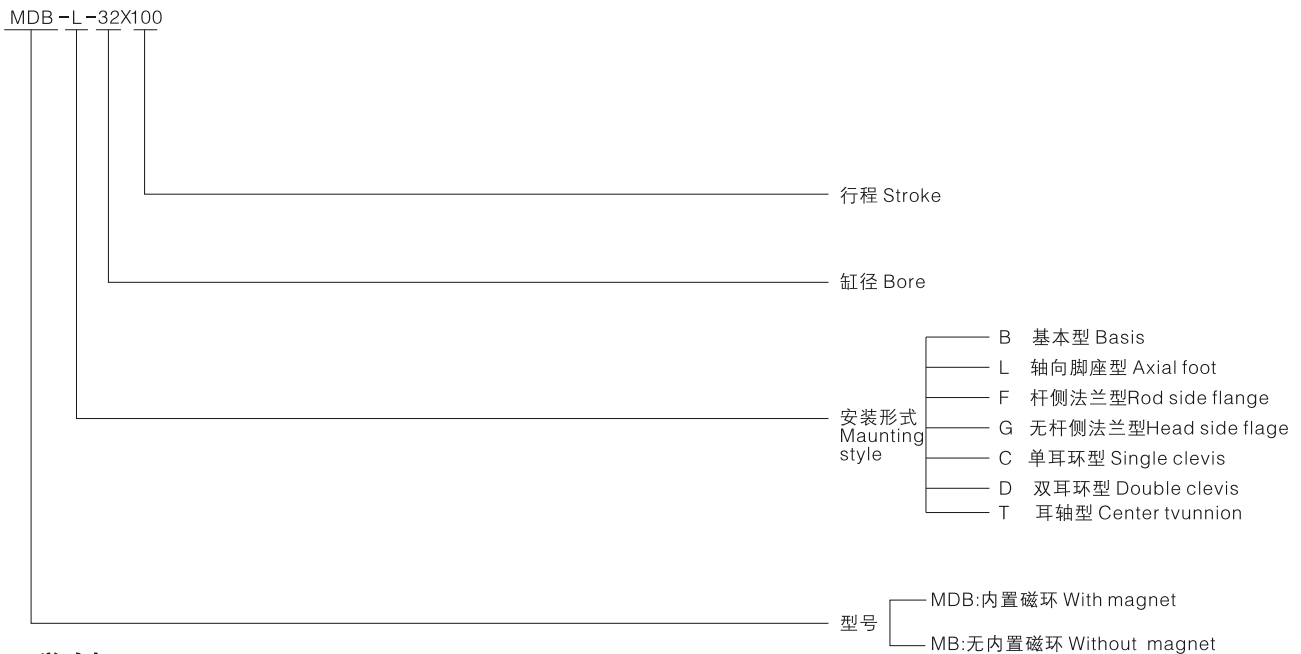 MDB-L-32X100
行程 Stroke
缸径 Bore
B 基本型 Basis
L 轴向脚座型 Axial foot
F 杆侧法兰型Rod side flange
安装形式
Maunting
style
G 无杆侧法兰型Head side flage
C 单耳环型 Single clevis
D 双耳环型 Double clevis
T 耳轴型 Center tvunnion
型号
MDB:内置磁环 With magnet
MB:无内置磁环 Without magnet